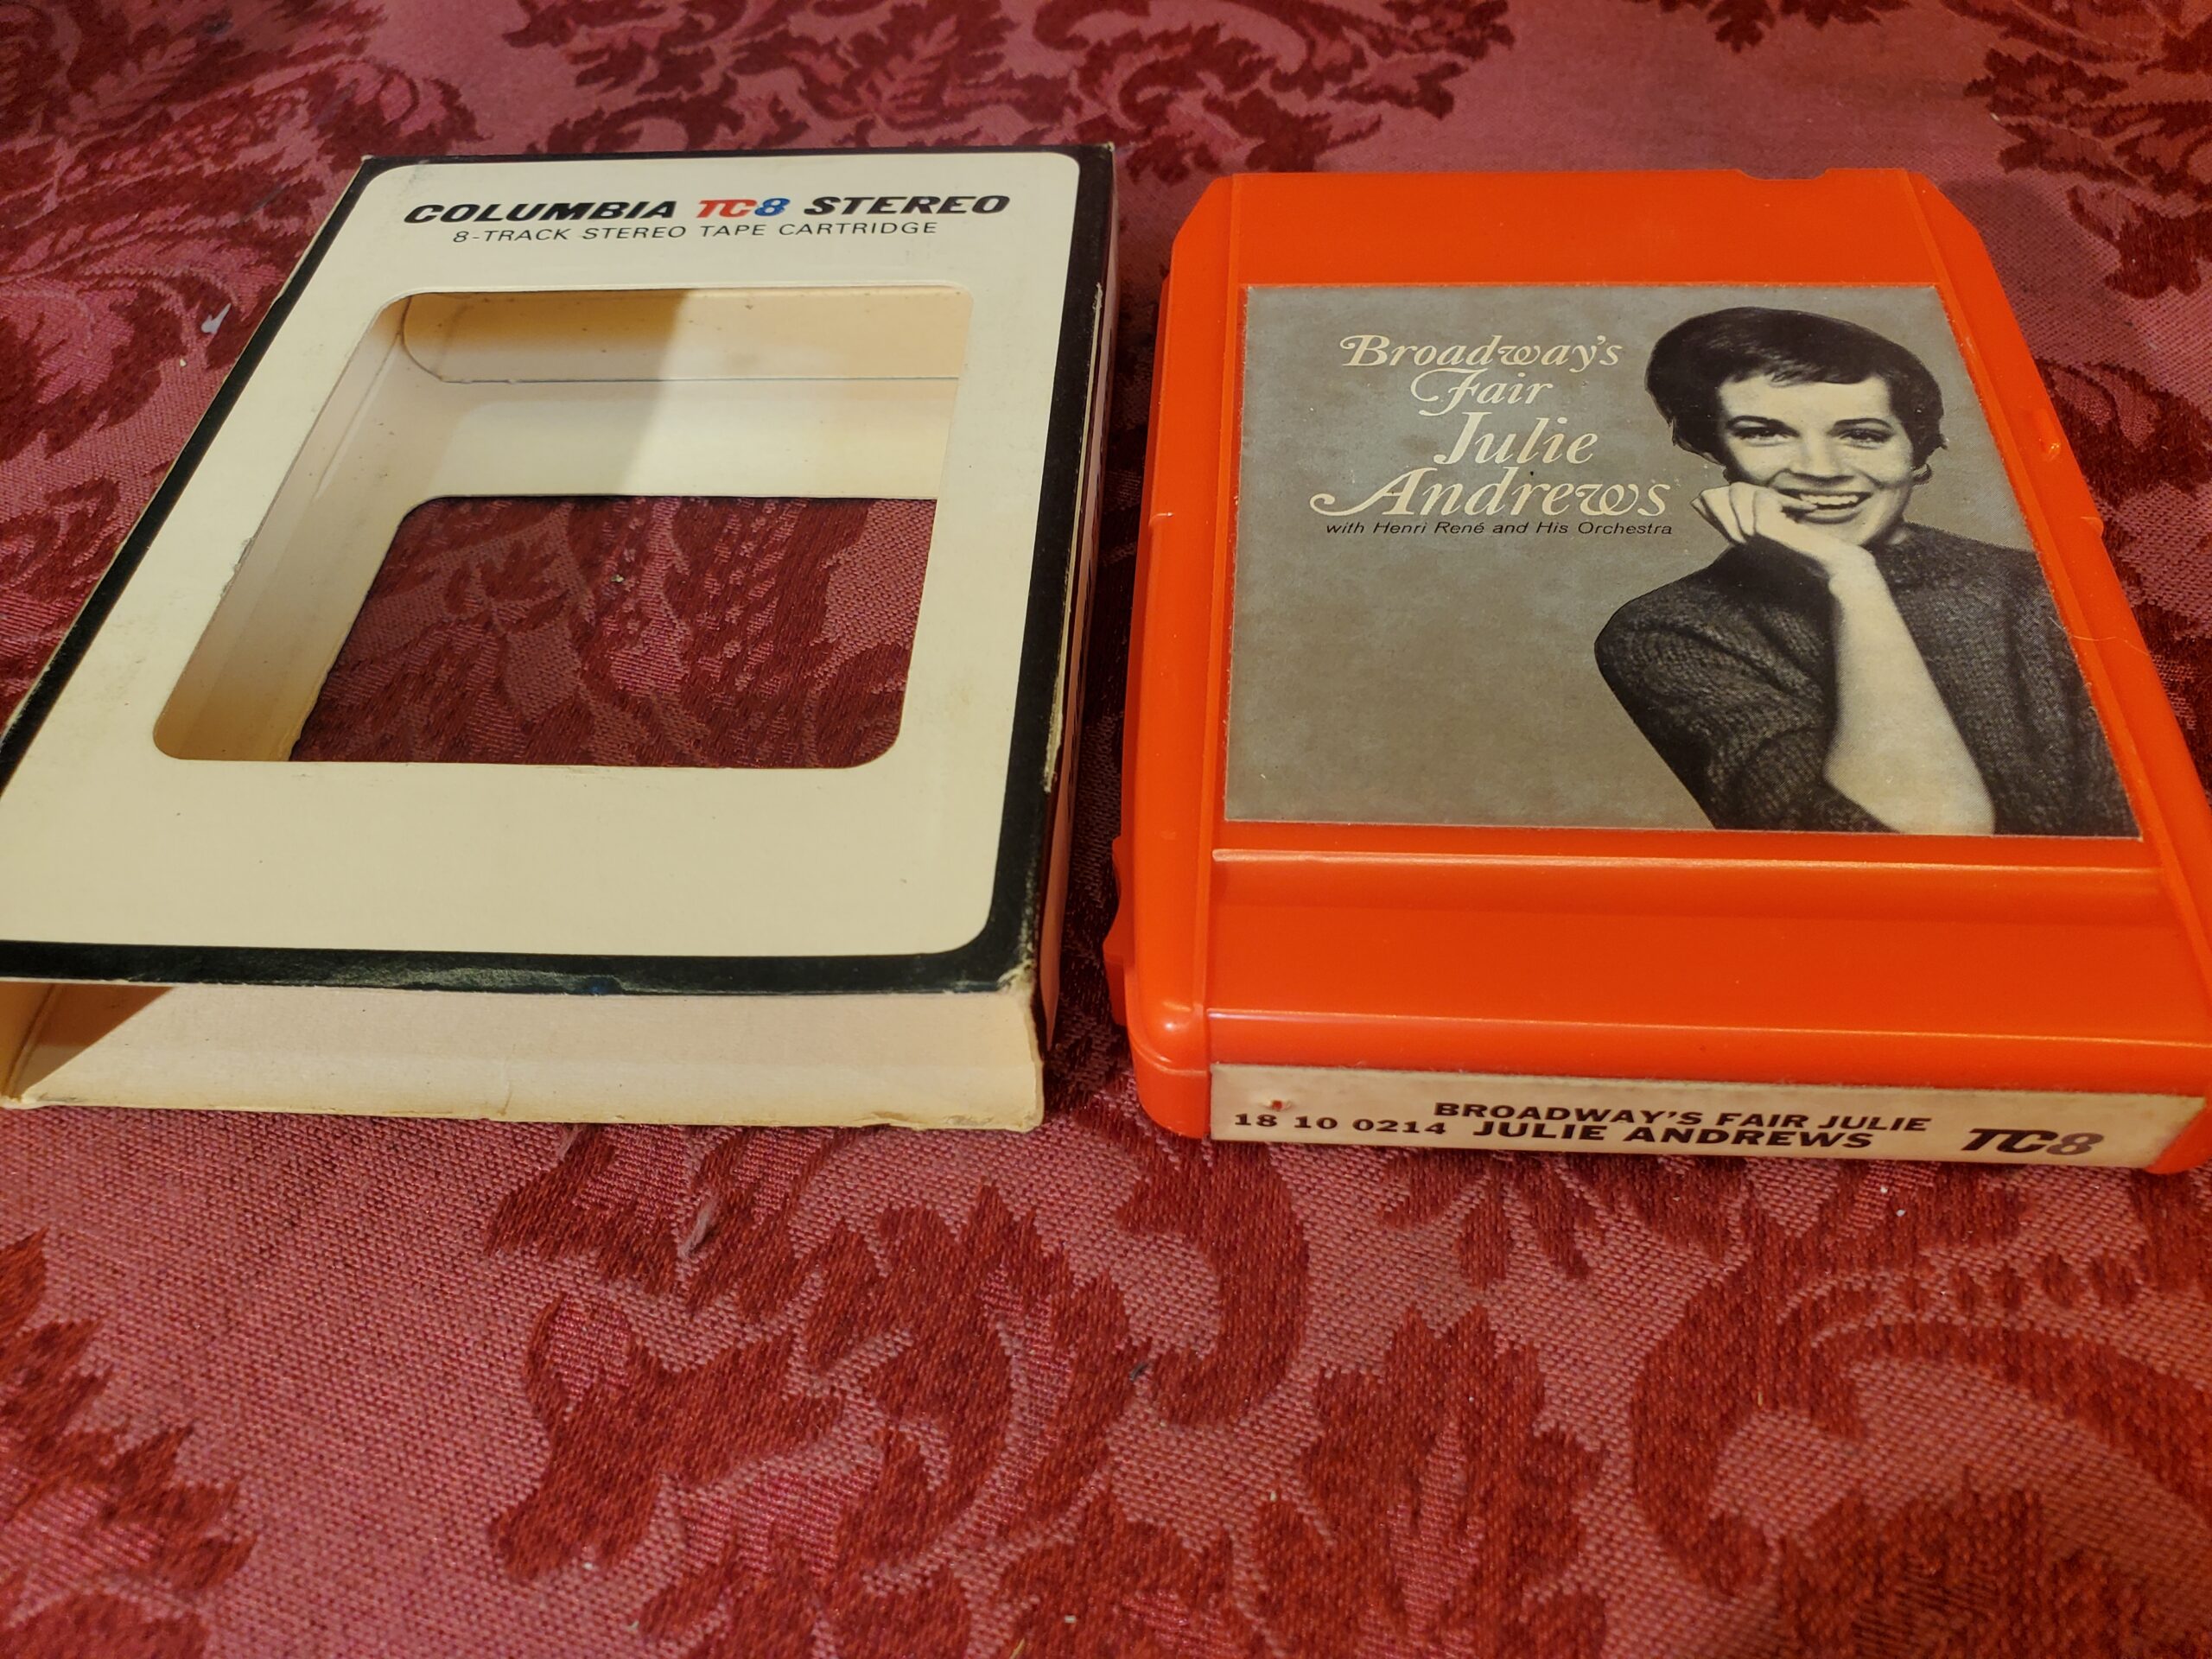 COLUMBIA TC8 STEREO
8-TRACK STEREO TAPE CARTRIDGE
Broadway's
Fair
Julie
Andrews
with Henri René and His Orchestra
BROADWAY'S FAIR JULIE
18 10 0214 JULIE ANDREWS TC8